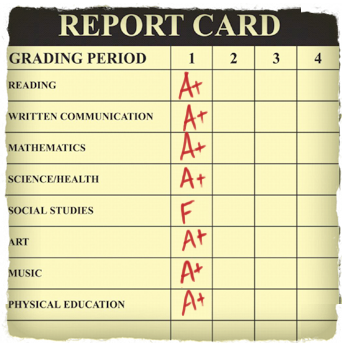 REPORT CARD
GRADING PERIOD 1 2 3 4
READING A+
WRITTEN COMMUNICATION A+
MATHEMATICS A+
SCIENCE/HEALTH A+
SOCIAL STUDIES F
ART A+
MUSIC A+
PHYSICAL EDUCATION A+